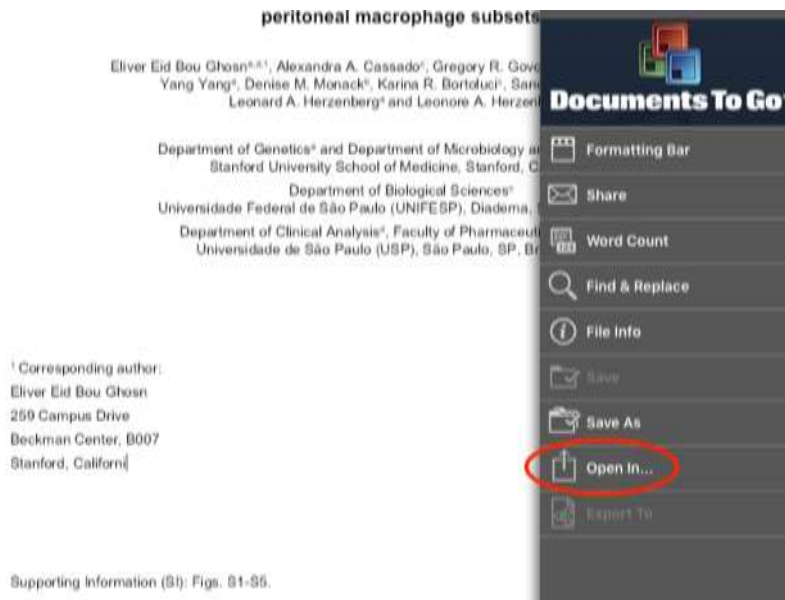 peritoneal macrophage subsets
Eliver Eid Bou Ghosn, Alexandra A. Cassado, Gregory R. Gove
Yang Yang, Denise M. Monack, Karina R. Bortoluci, San
Leonard A. Herzenberg and Leonore A. Herzen
Department of Genetics and Department of Microbiology a
Stanford University School of Medicine, Stanford, C
Department of Biological Sciences
Universidade Federal de São Paulo (UNIFESP), Diadema,
Department of Clinical Analysis, Faculty of Pharmaceuti
Universidade de São Paulo (USP), São Paulo, SP, Br
¹ Corresponding author:
Eliver Eid Bou Ghosn
259 Campus Drive
Beckman Center, B007
Stanford, Californi
Supporting Information (SI): Figs. S1-S5.
Documents To Go
Formatting Bar
Share
Word Count
Find & Replace
File Info
Save
Save As
Open In...
Export To